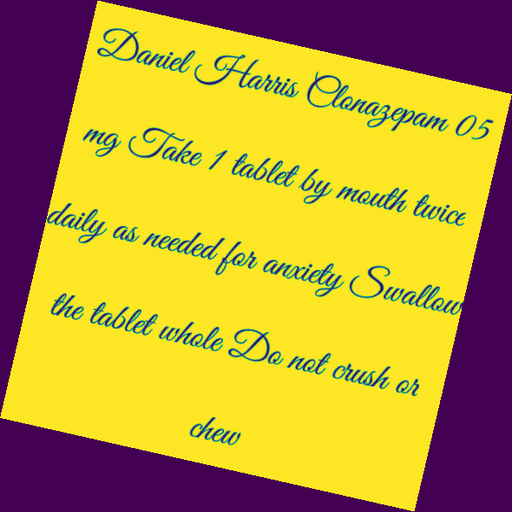 Daniel Harris Clonazepam 05
mg Take 1 tablet by mouth twice
daily as needed for anxiety Swallow
the tablet whole Do not crush or
chew